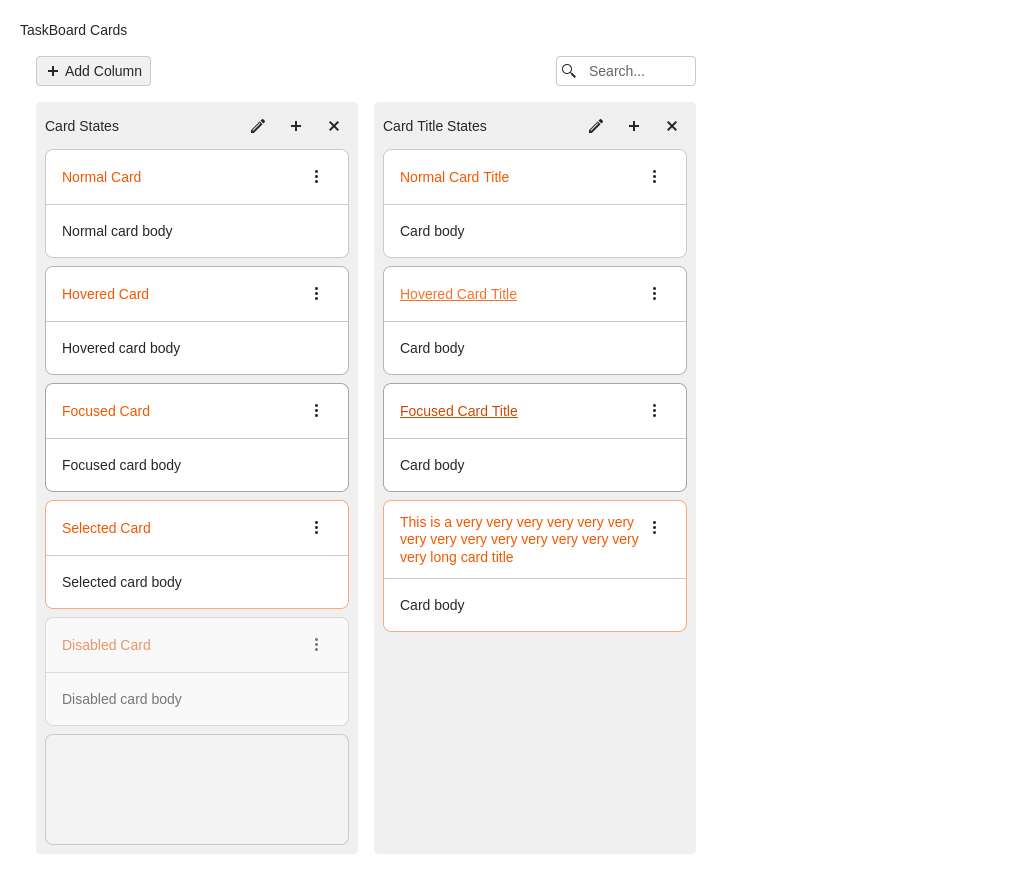 TaskBoard Cards
Add Column
Search...
Card States
Normal Card
Normal card body
Hovered Card
Hovered card body
Focused Card
Focused card body
Selected Card
Selected card body
Disabled Card
Disabled card body
Card Title States
Normal Card Title
Card body
Hovered Card Title
Card body
Focused Card Title
Card body
This is a very very very very very very
very very very very very very very very
very long card title
Card body